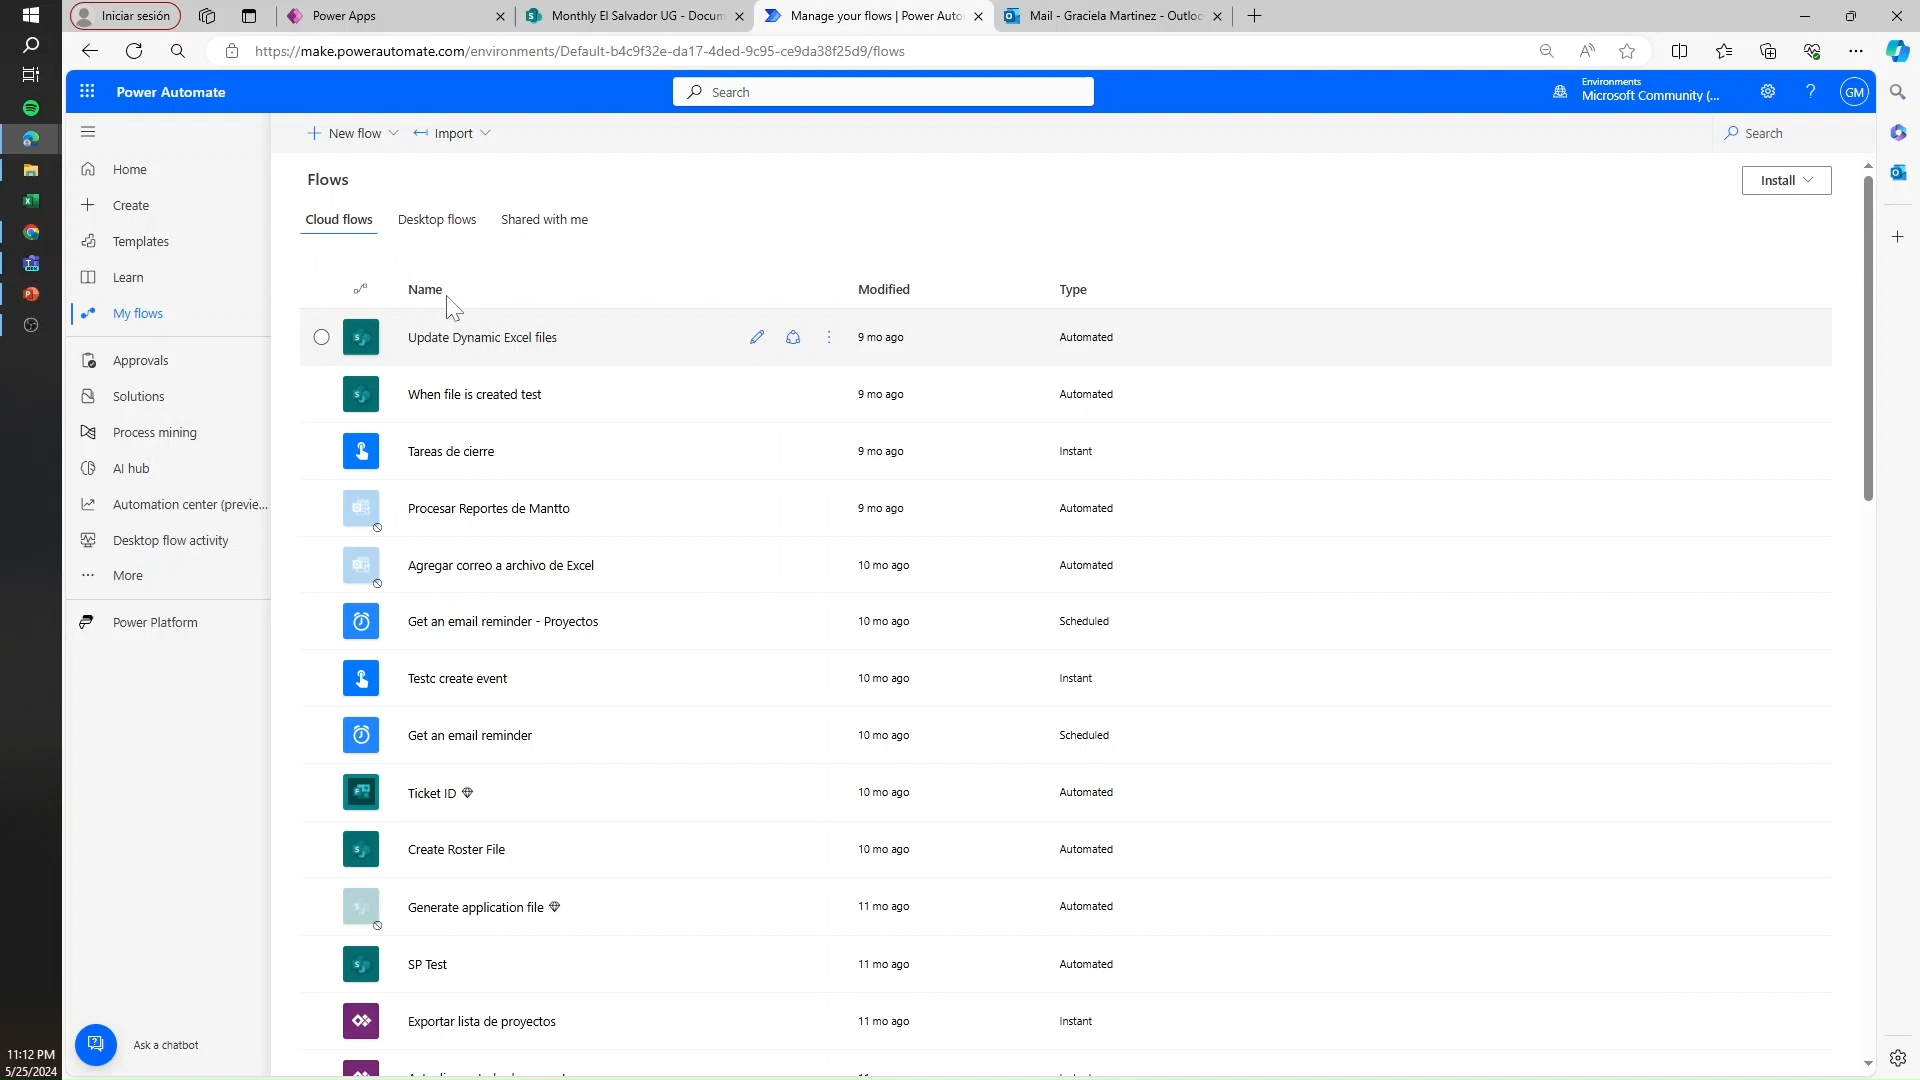 Iniciar sesión
Power Apps
Monthly El Salvador UG - Docum
Manage your flows | Power Auto
Mail - Graciela Martinez - Outloo
https://make.powerautomate.com/environments/Default-b4c9f32e-da17-4ded-9c95-ce9da38f25d9/flows
Power Automate
Search
Environments
Microsoft Community (...
?
GM
New flow
Import
Search
Home
Create
Templates
Learn
My flows
Approvals
Solutions
Process mining
AI hub
Automation center (previe...
Desktop flow activity
More
Power Platform
Ask a chatbot
Flows
Install
Cloud flows
Desktop flows
Shared with me
Name
Modified
Type
Update Dynamic Excel files
9 mo ago
Automated
When file is created test
9 mo ago
Automated
Tareas de cierre
9 mo ago
Instant
Procesar Reportes de Mantto
9 mo ago
Automated
Agregar correo a archivo de Excel
10 mo ago
Automated
Get an email reminder - Proyectos
10 mo ago
Scheduled
Testc create event
10 mo ago
Instant
Get an email reminder
10 mo ago
Scheduled
Ticket ID
10 mo ago
Automated
Create Roster File
10 mo ago
Automated
Generate application file
11 mo ago
Automated
SP Test
11 mo ago
Automated
Exportar lista de proyectos
11 mo ago
Instant
11:12 PM
5/25/2024